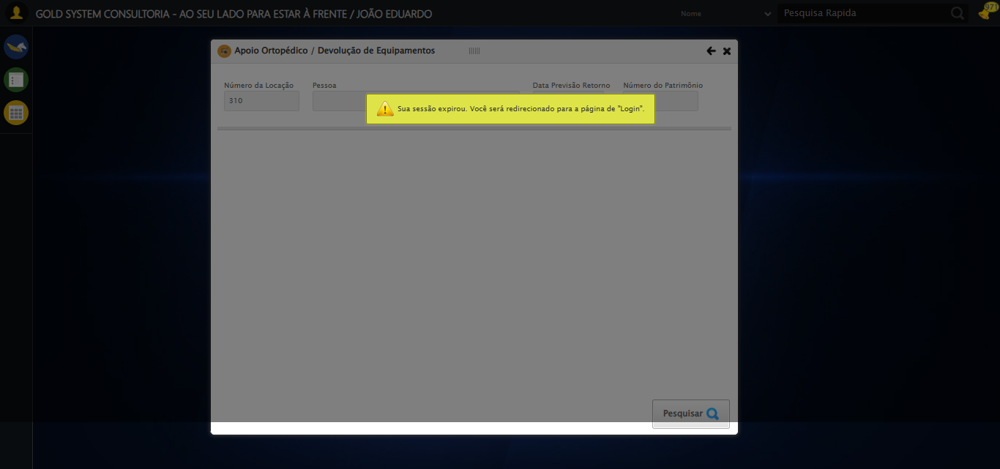 GOLD SYSTEM CONSULTORIA - AO SEU LADO PARA ESTAR À FRENTE / JOÃO EDUARDO
Nome
Pesquisa Rapida
971
Apoio Ortopédico / Devolução de Equipamentos
Número da Locação
Pessoa
Data Previsão Retorno
Número do Patrimônio
310
Sua sessão expirou. Você será redirecionado para a página de "Login".
Pesquisar